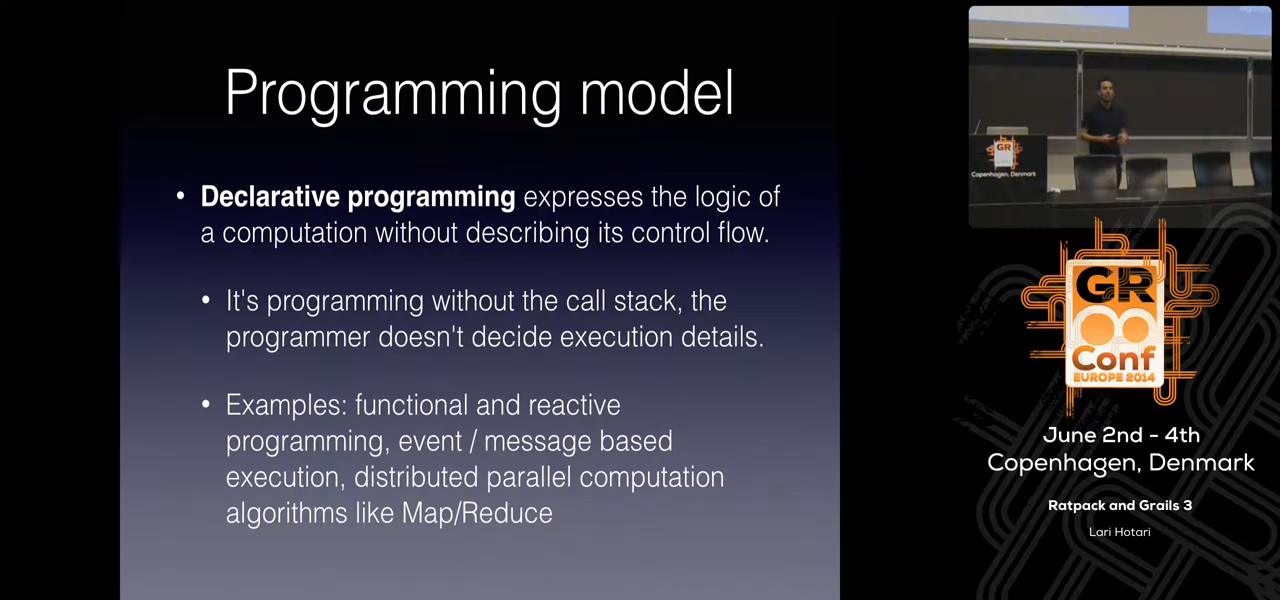 Programming model
• Declarative programming expresses the logic of
a computation without describing its control flow.
• It's programming without the call stack, the
programmer doesn't decide execution details.
• Examples: functional and reactive
programming, event / message based
execution, distributed parallel computation
algorithms like Map/Reduce
GR
Copenhagen, Denmark
GR
Conf
EUROPE 2014
June 2nd - 4th
Copenhagen, Denmark
Ratpack and Grails 3
Lari Hotari